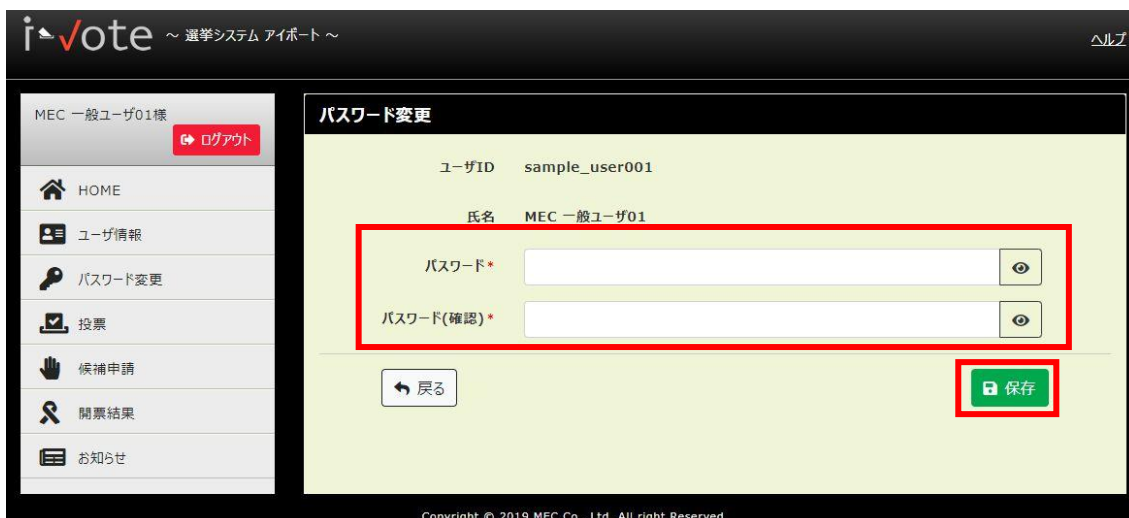 i-Vote ~ 選挙システム アイボート ~
ヘルプ
MEC 一般ユーザ01様
ログアウト
HOME
ユーザ情報
パスワード変更
投票
候補申請
開票結果
お知らせ
パスワード変更
ユーザID sample_user001
氏名 MEC 一般ユーザ01
パスワード*
パスワード(確認)*
戻る
保存
Copyright © 2019 MEC Co., Ltd. All right Reserved.